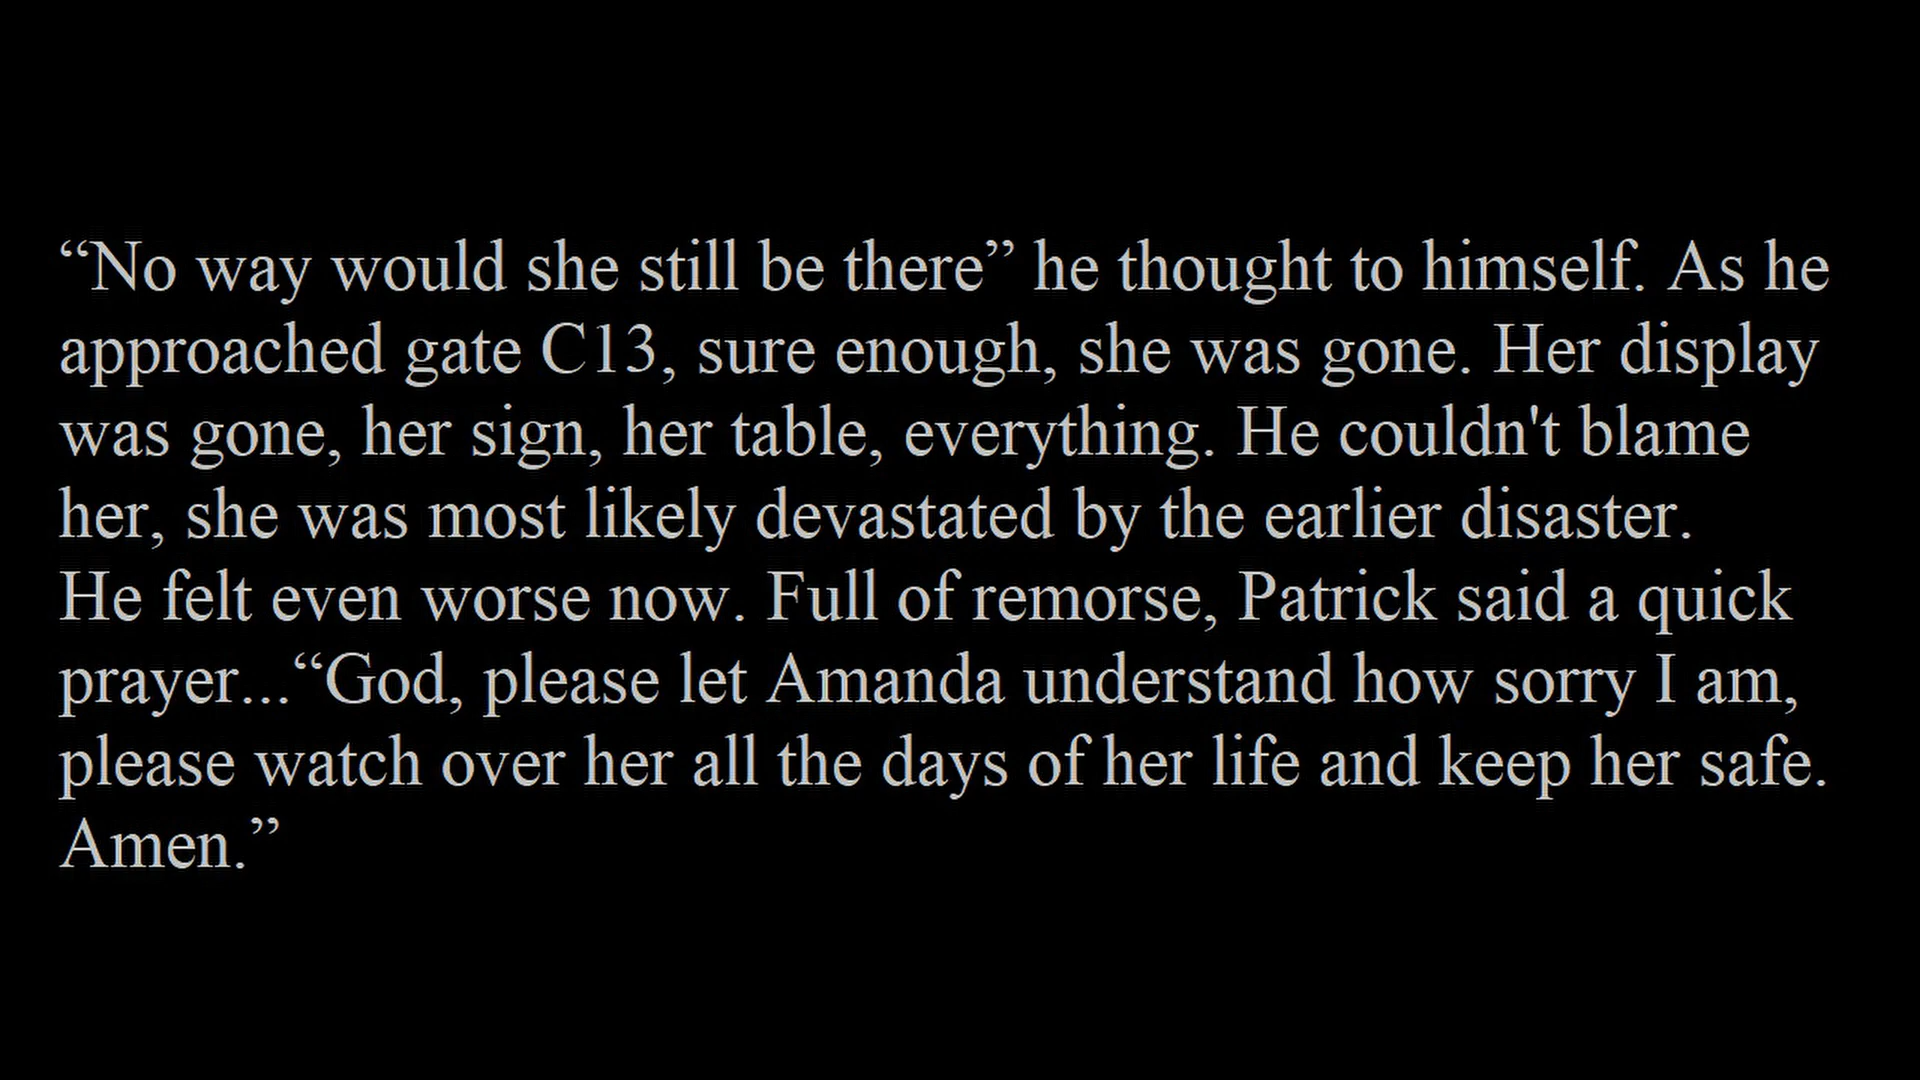 “No way would she still be there” he thought to himself. As he
approached gate C13, sure enough, she was gone. Her display
was gone, her sign, her table, everything. He couldn't blame
her, she was most likely devastated by the earlier disaster.
He felt even worse now. Full of remorse, Patrick said a quick
prayer...“God, please let Amanda understand how sorry I am,
please watch over her all the days of her life and keep her safe.
Amen.”